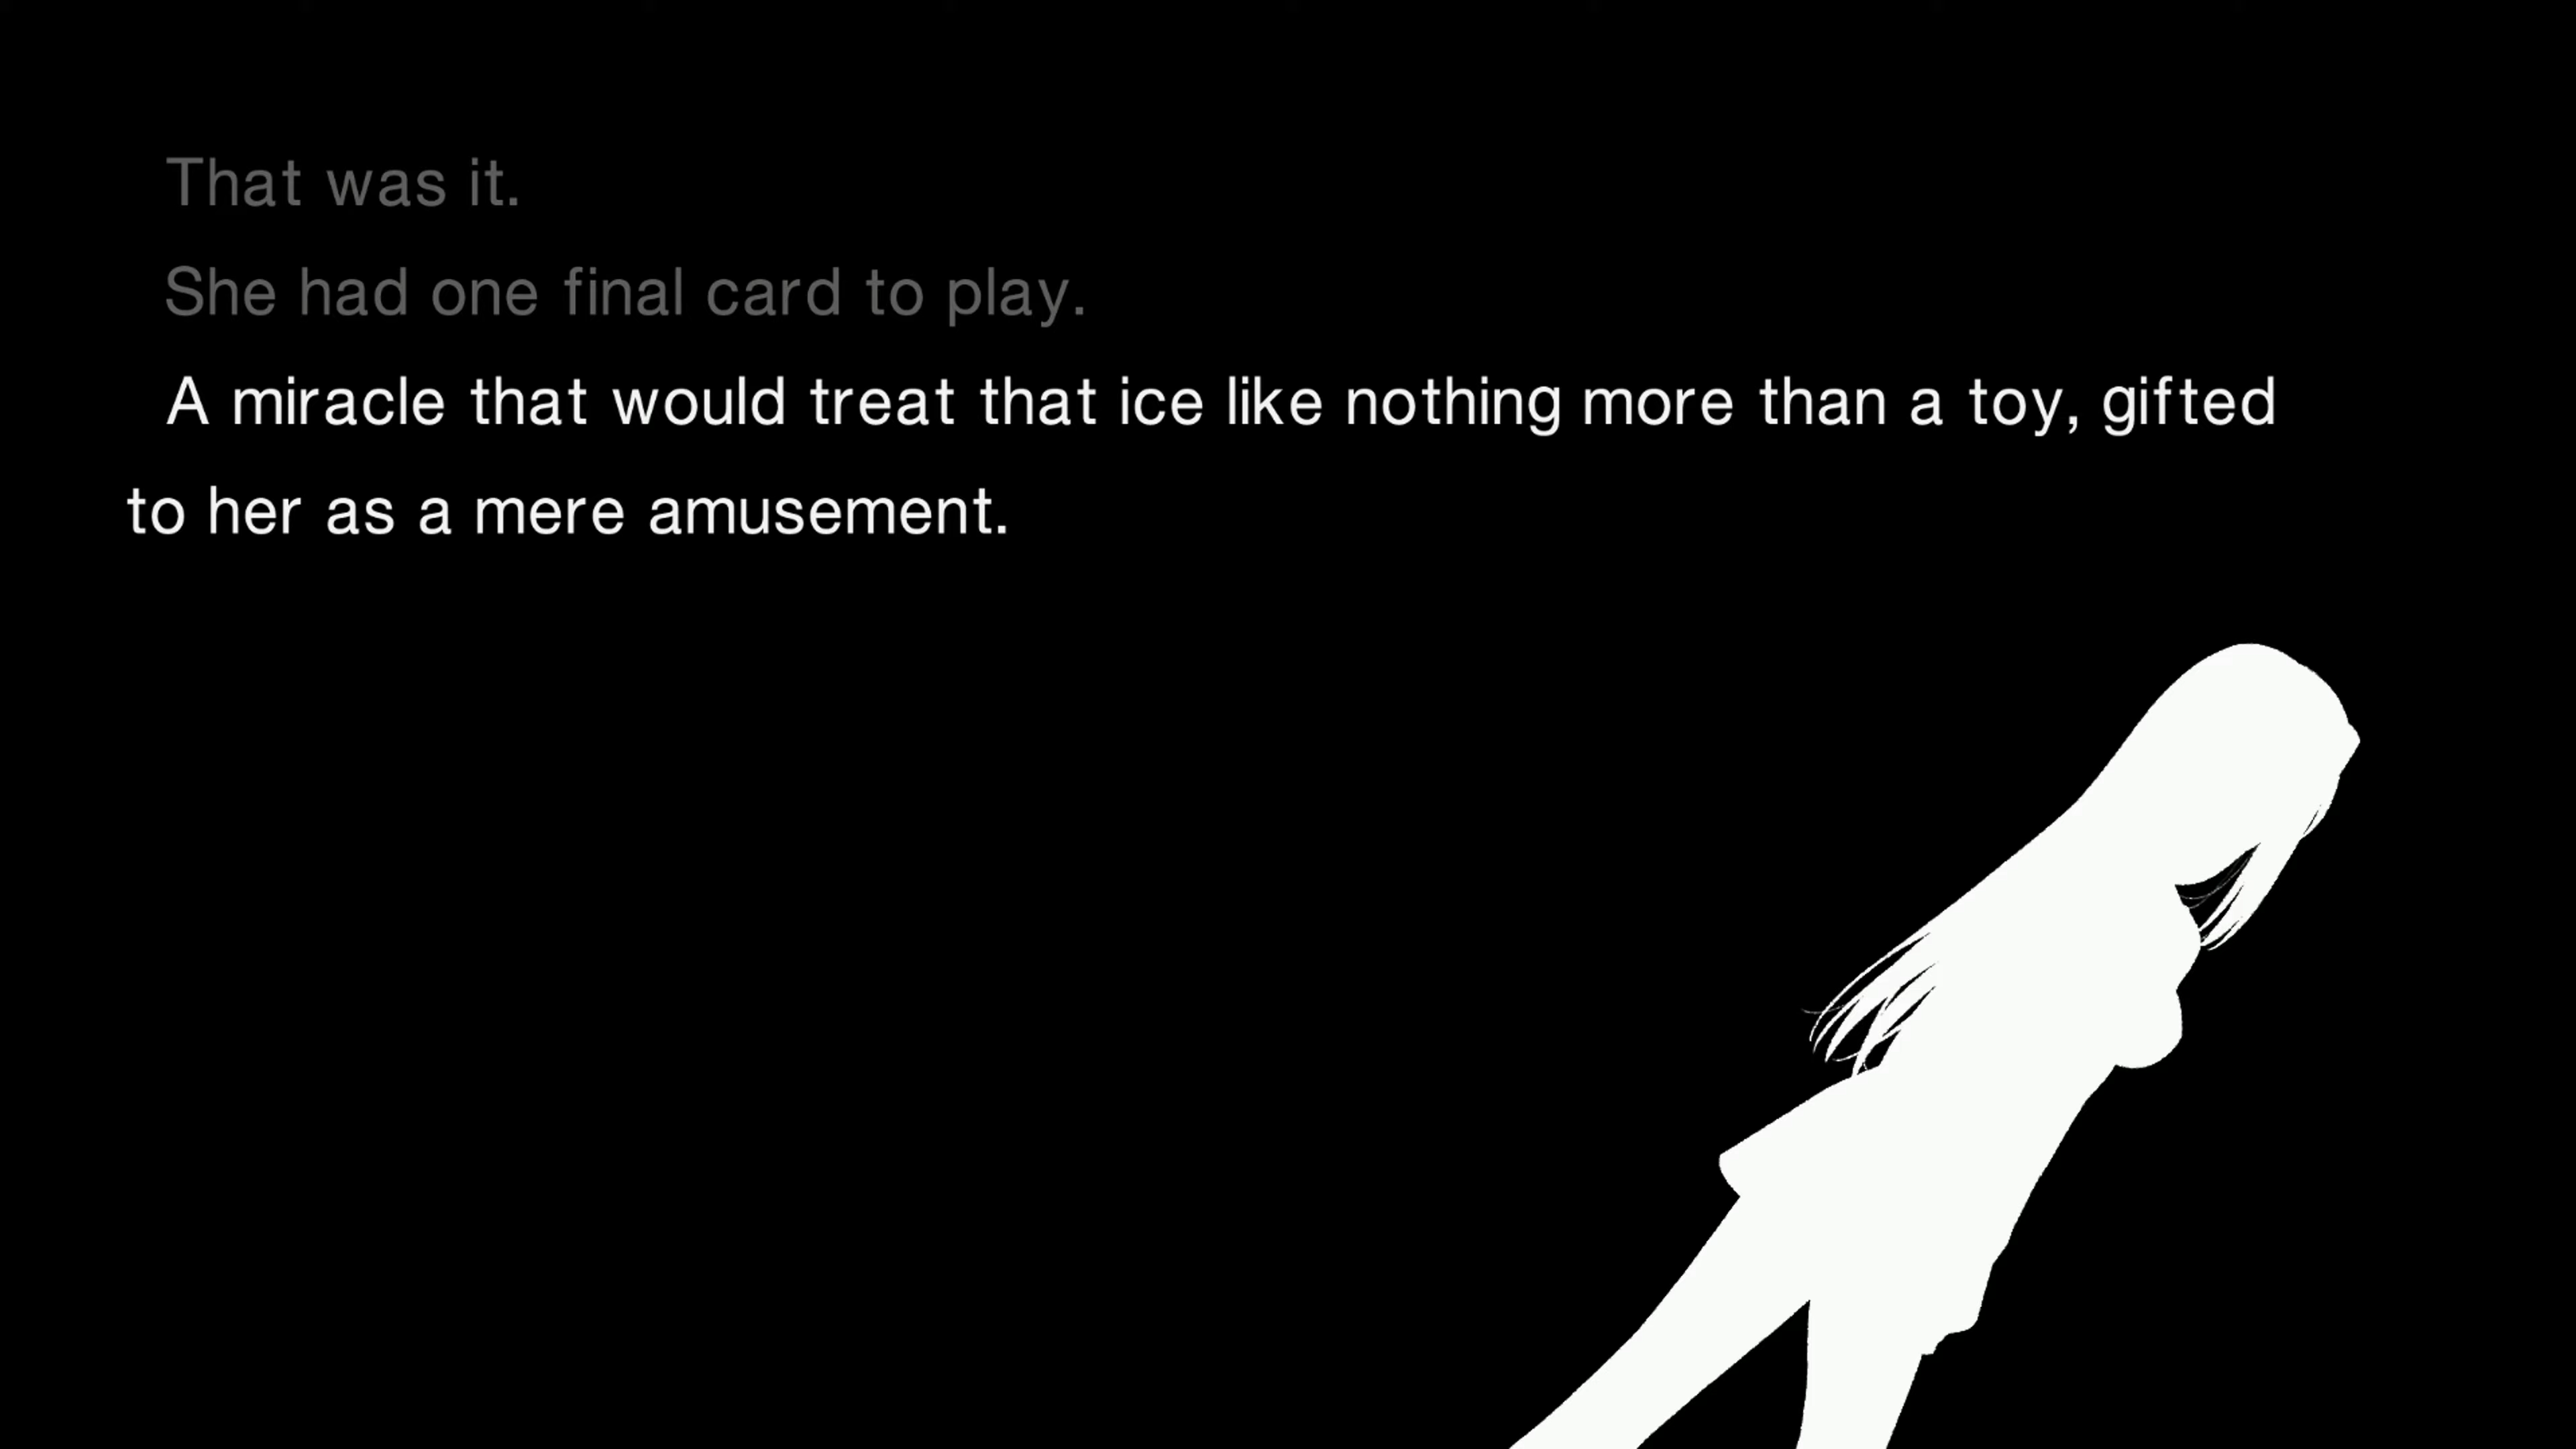 That was it.
She had one final card to play.
A miracle that would treat that ice like nothing more than a toy, gifted
to her as a mere amusement.